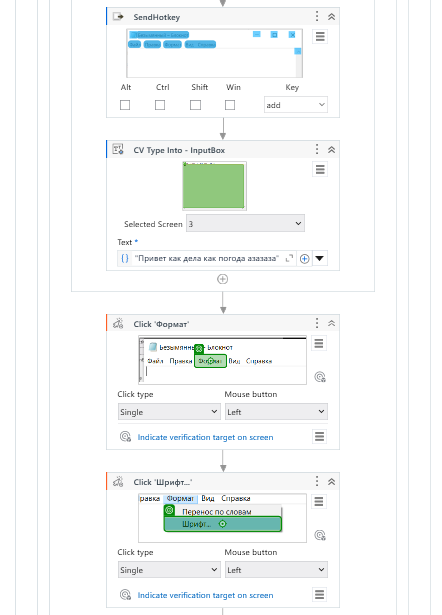 SendHotkey
Alt Ctrl Shift Win Key
add
CV Type Into - InputBox
Selected Screen 3
Text *
"Привет как дела как погода азазаза"
Click 'Формат'
Безымянны Блокнот
Файл Правка Формат Вид Справка
Click type Mouse button
Single Left
Indicate verification target on screen
Click 'Шрифт...'
равка Формат Вид Справка
Перенос по словам
Шрифт...
Click type Mouse button
Single Left
Indicate verification target on screen